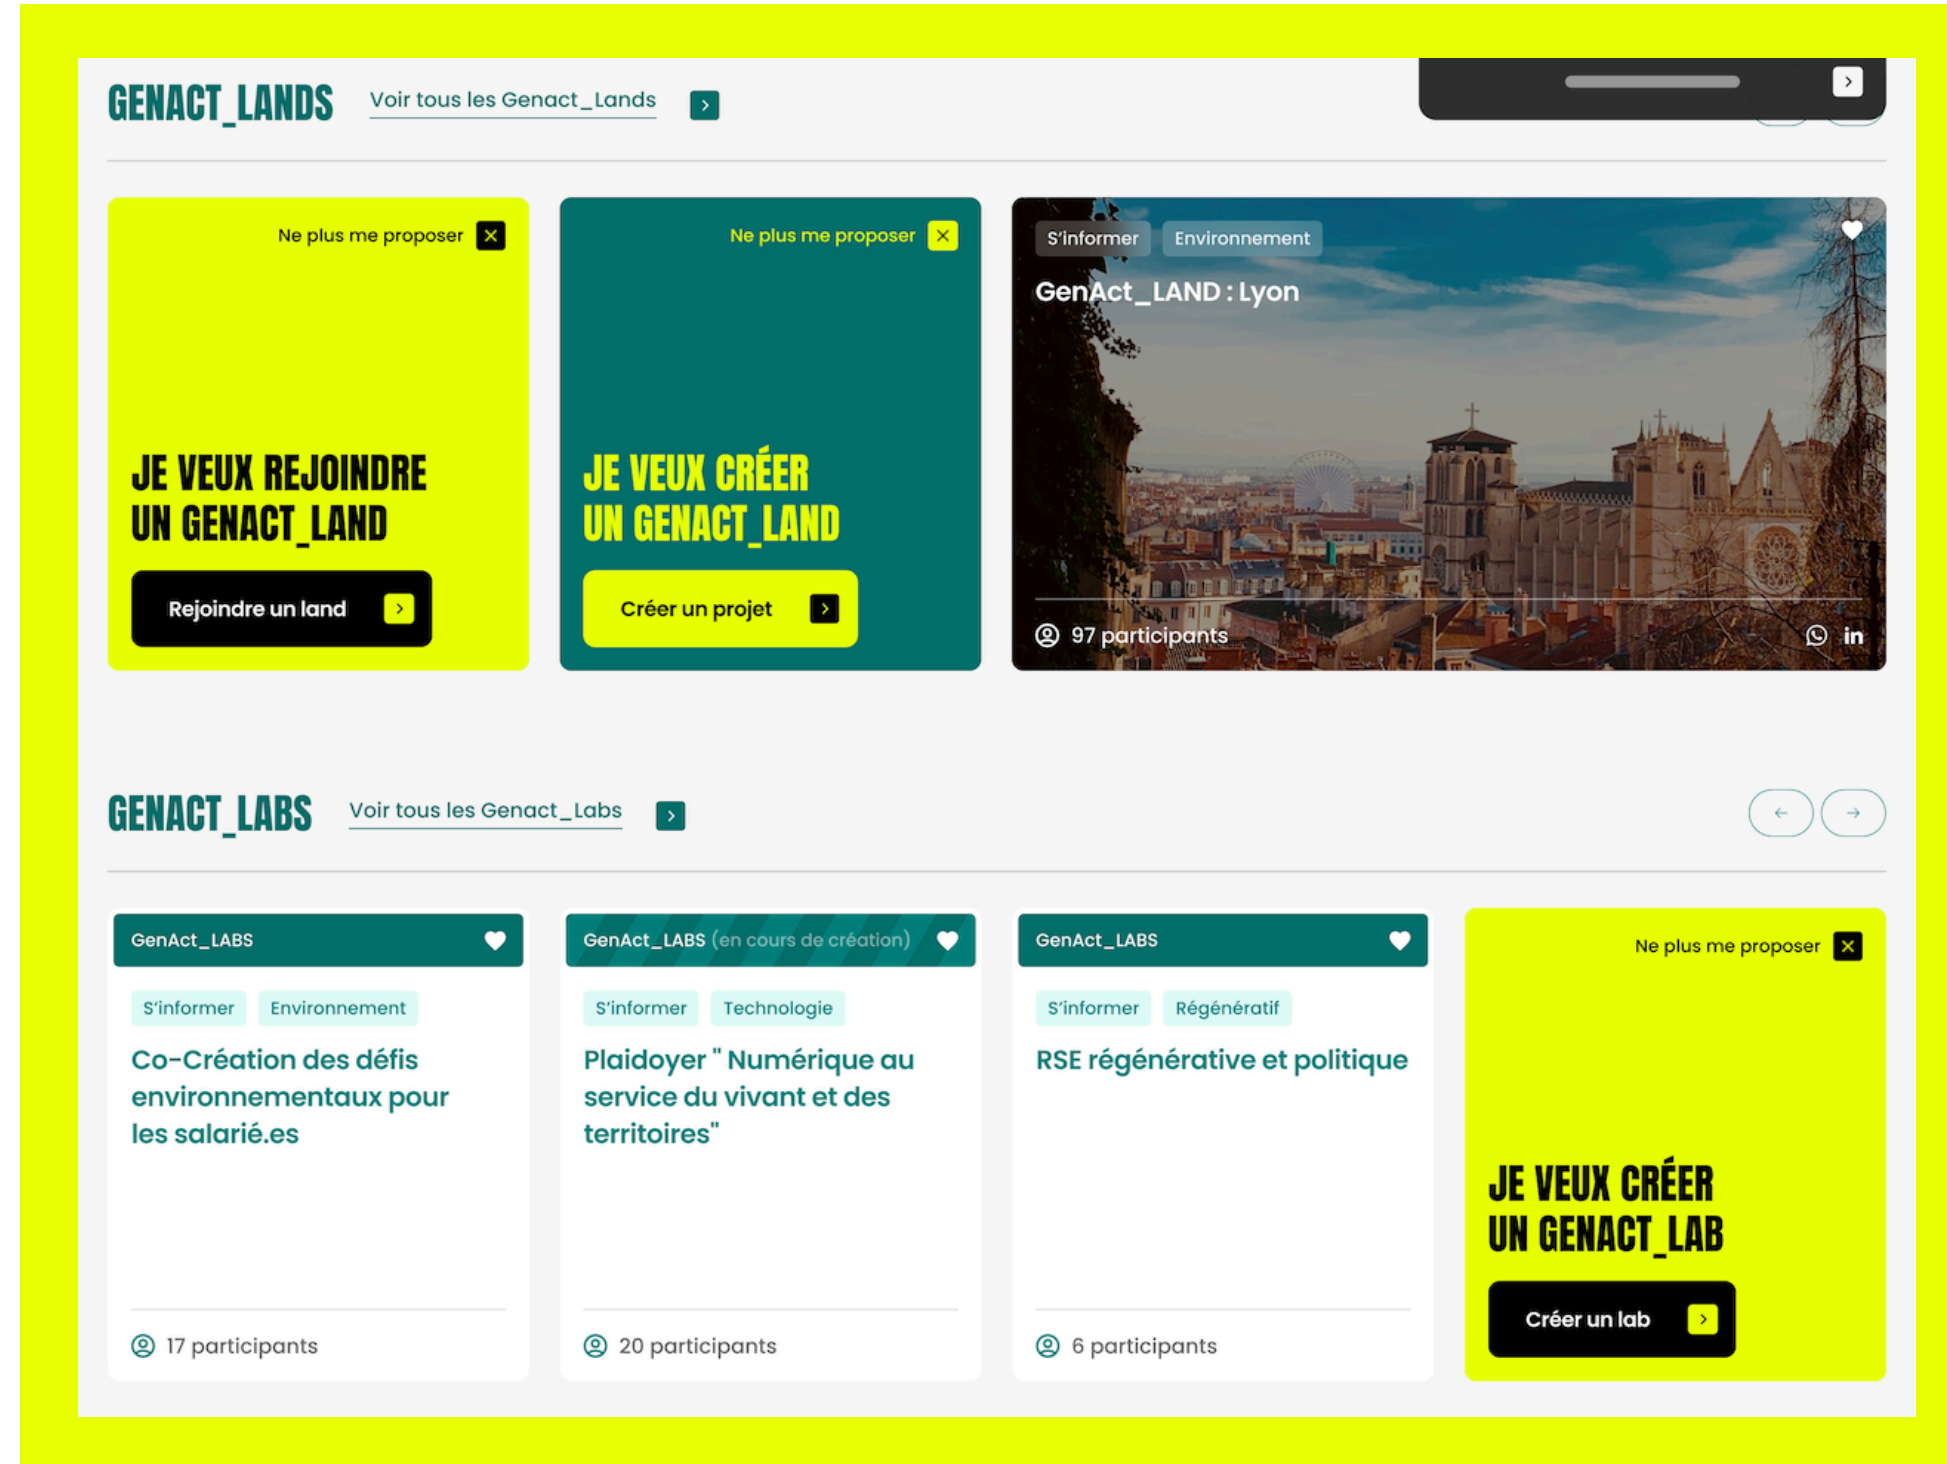 GENACT_LANDS
Voir tous les Genact_Lands
Ne plus me proposer
JE VEUX REJOINDRE
UN GENACT_LAND
Rejoindre un land
Ne plus me proposer
JE VEUX CRÉER
UN GENACT_LAND
Créer un projet
S'informer
Environnement
GenAct_LAND : Lyon
97 participants
in
GENACT_LABS
Voir tous les Genact_Labs
GenAct_LABS
S'informer
Environnement
Co-Création des défis
environnementaux pour
les salarié.es
17 participants
GenAct_LABS (en cours de création)
S'informer
Technologie
Plaidoyer " Numérique au
service du vivant et des
territoires"
20 participants
GenAct_LABS
S'informer
Régénératif
RSE régénérative et politique
6 participants
Ne plus me proposer
JE VEUX CRÉER
UN GENACT_LAB
Créer un lab